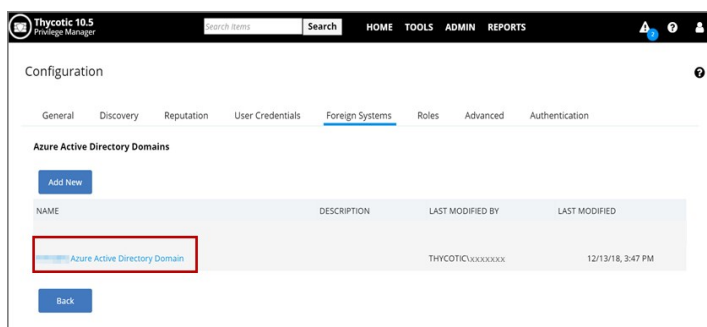 Thycotic 10.5
Privilege Manager
Search items Search HOME TOOLS ADMIN REPORTS 2 ?
Configuration ?
General Discovery Reputation User Credentials Foreign Systems Roles Advanced Authentication
Azure Active Directory Domains
Add New
NAME DESCRIPTION LAST MODIFIED BY LAST MODIFIED
Azure Active Directory Domain THYCOTIC\xxxxxxx 12/13/18, 3:47 PM
Back